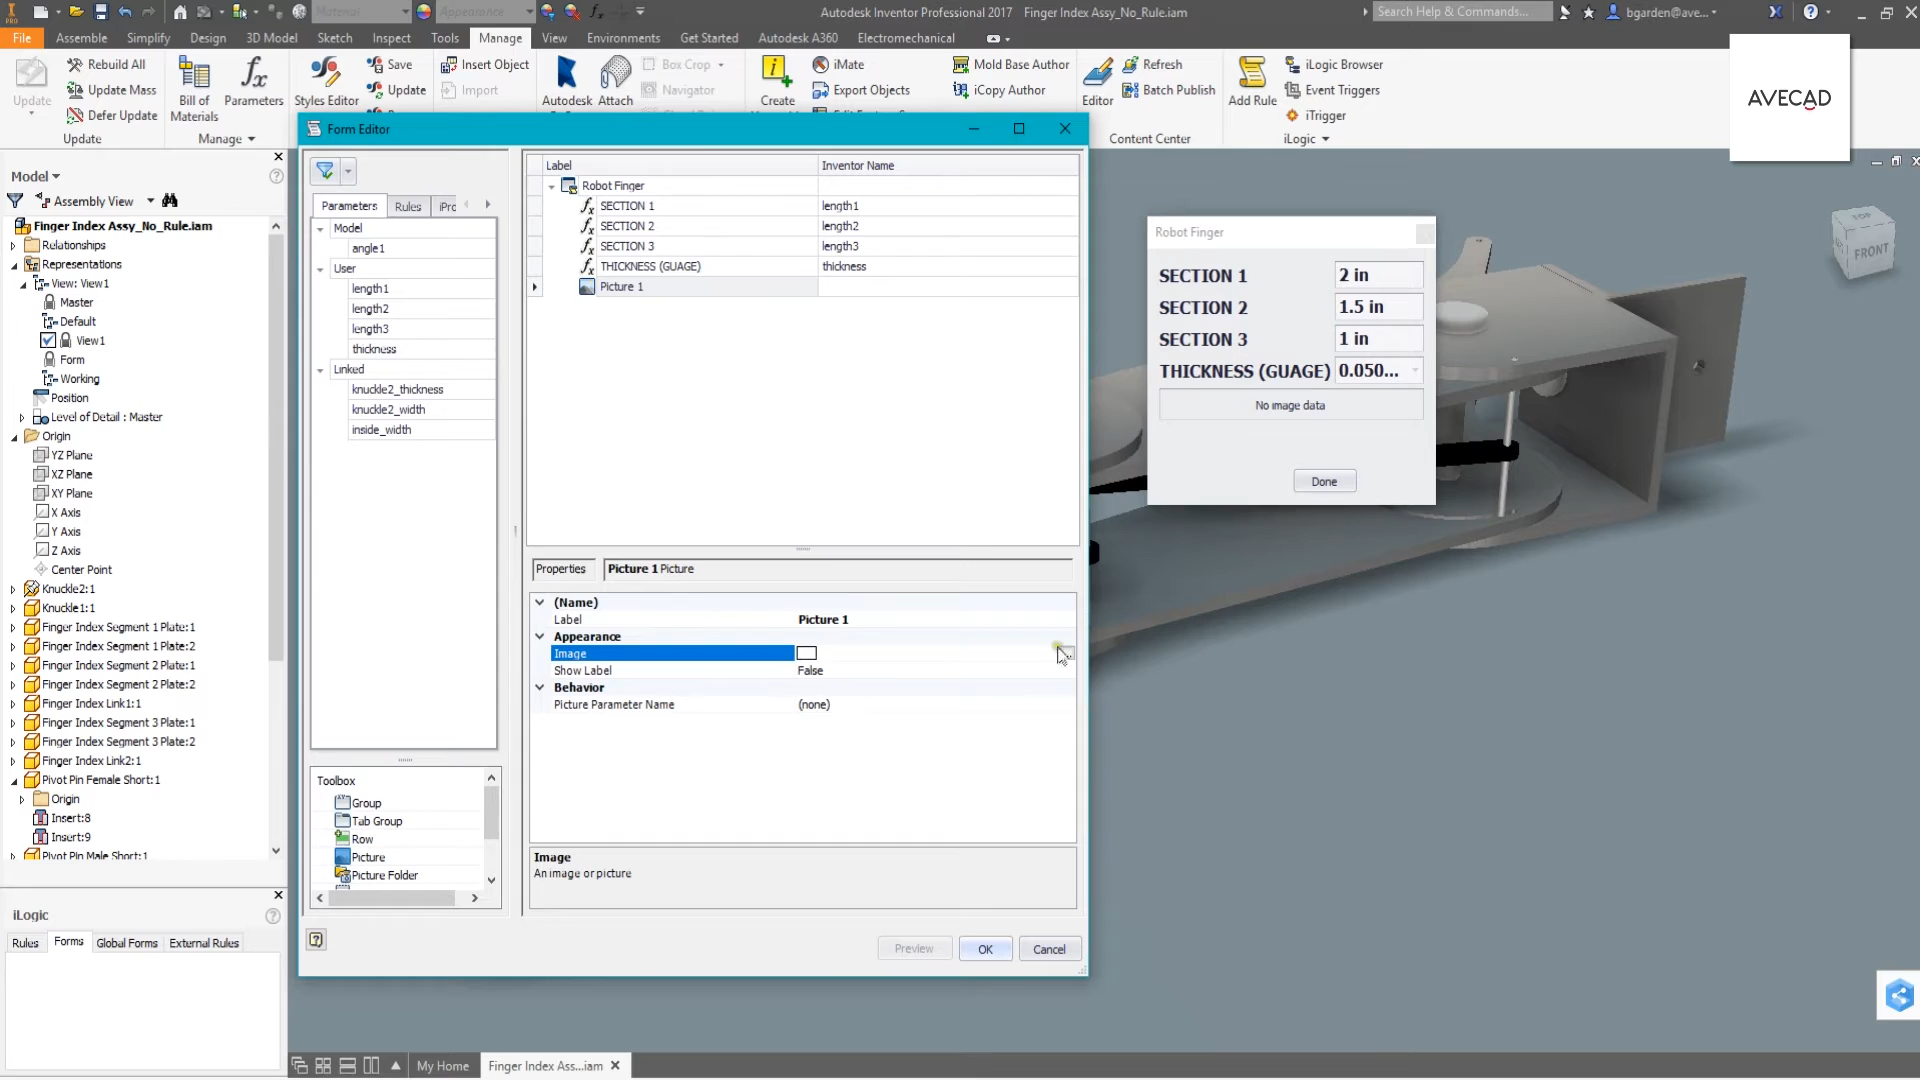 PRO
Material
Appearance
Autodesk Inventor Professional 2017 Finger Index Assy_No_Rule.iam
Search Help & Commands...
bgarden@ave...
File Assemble Simplify Design 3D Model Sketch Inspect Tools Manage View Environments Get Started Autodesk A360 Electromechanical
Update
Rebuild All
Update Mass
Defer Update
Update
Bill of
Materials
Parameters
Manage
Styles Editor
Save
Update
Insert Object
Import
Autodesk
Attach
Box Crop
Navigator
Create
iMate
Export Objects
Mold Base Author
iCopy Author
Editor
Refresh
Batch Publish
Content Center
Add Rule
iLogic Browser
Event Triggers
iTrigger
iLogic
AVECAD
Model
Assembly View
Finger Index Assy_No_Rule.iam
Relationships
Representations
View: View1
Master
Default
View1
Form
Working
Position
Level of Detail : Master
Origin
YZ Plane
XZ Plane
XY Plane
X Axis
Y Axis
Z Axis
Center Point
Knuckle2:1
Knuckle1:1
Finger Index Segment 1 Plate:1
Finger Index Segment 1 Plate:2
Finger Index Segment 2 Plate:1
Finger Index Segment 2 Plate:2
Finger Index Link1:1
Finger Index Segment 3 Plate:1
Finger Index Segment 3 Plate:2
Finger Index Link2:1
Pivot Pin Female Short:1
Origin
Insert:8
Insert:9
Pivot Pin Male Short:1
iLogic
Rules Forms Global Forms External Rules
Form Editor
Parameters Rules iPro
Model
angle1
User
length1
length2
length3
thickness
Linked
knuckle2_thickness
knuckle2_width
inside_width
Toolbox
Group
Tab Group
Row
Picture
Picture Folder
Label Inventor Name
Robot Finger
SECTION 1 length1
SECTION 2 length2
SECTION 3 length3
THICKNESS (GUAGE) thickness
Picture 1
Properties Picture 1 Picture
(Name)
Label Picture 1
Appearance
Image
Show Label False
Behavior
Picture Parameter Name (none)
Image
An image or picture
Preview OK Cancel
Robot Finger
SECTION 1 2 in
SECTION 2 1.5 in
SECTION 3 1 in
THICKNESS (GUAGE) 0.050...
No image data
Done
TOP
FRONT
My Home Finger Index Ass...iam